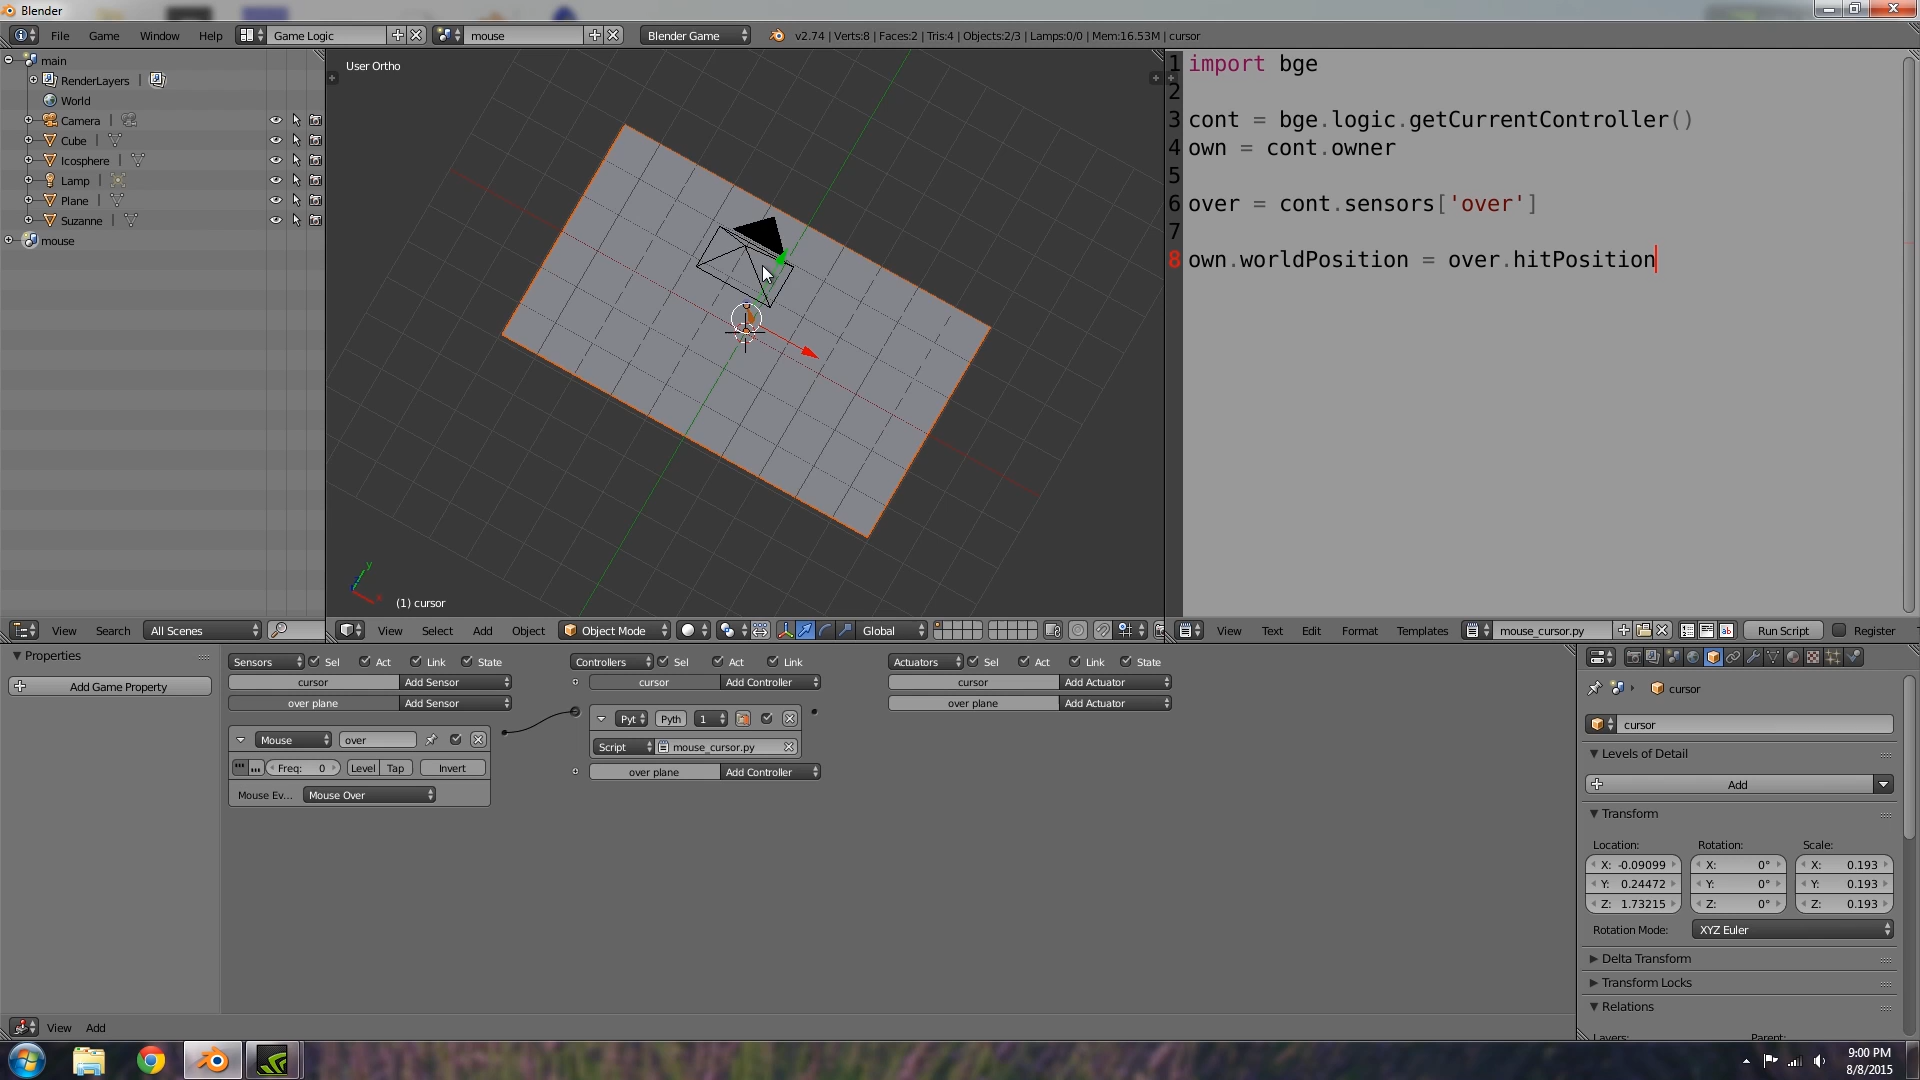 Blender
File Game Window Help Game Logic mouse Blender Game v2.74 | Verts:8 | Faces:2 | Tris:4 | Objects:2/3 | Lamps:0/0 | Mem:16.53M | cursor
main
RenderLayers |
World
Camera |
Cube |
Icosphere |
Lamp |
Plane |
Suzanne |
mouse
User Ortho
y
(1) cursor
1 import bge
2
3 cont = bge.logic.getCurrentController()
4 own = cont.owner
5
6 over = cont.sensors['over']
7
8 own.worldPosition = over.hitPosition
View Search All Scenes
View Select Add Object Object Mode Global
View Text Edit Format Templates mouse_cursor.py Run Script Register
Properties
Add Game Property
Sensors Sel Act Link State
cursor Add Sensor
over plane Add Sensor
Mouse over
Freq: 0 Level Tap Invert
Mouse Ev... Mouse Over
Controllers Sel Act Link
cursor Add Controller
Pyt Pyth 1
Script mouse_cursor.py
over plane Add Controller
Actuators Sel Act Link State
cursor Add Actuator
over plane Add Actuator
cursor
cursor
Levels of Detail
Add
Transform
Location: Rotation: Scale:
X: -0.09099 X: 0° X: 0.193
Y: 0.24472 Y: 0° Y: 0.193
Z: 1.73215 Z: 0° Z: 0.193
Rotation Mode: XYZ Euler
Delta Transform
Transform Locks
Relations
Layers: Parent:
View Add
9:00 PM
8/8/2015